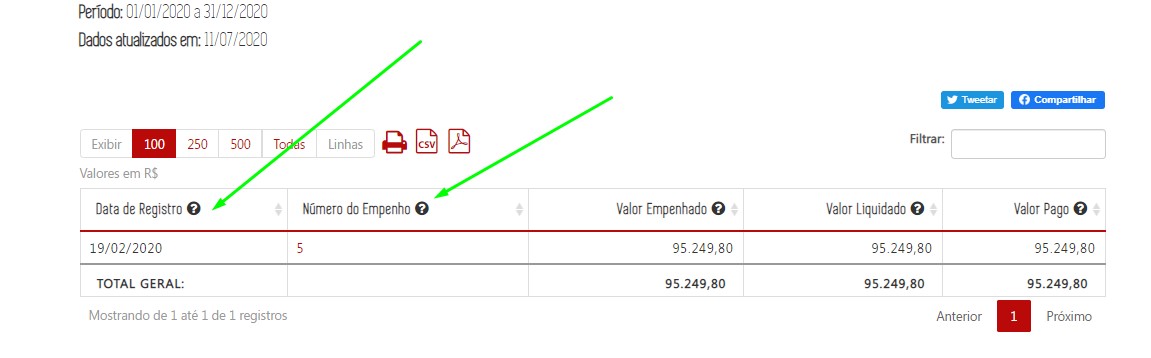 Período: 01/01/2020 a 31/12/2020
Dados atualizados em: 11/07/2020
Tweetar Compartilhar
Exibir 100 250 500 Todas Linhas CSV Filtrar:
Valores em R$
Data de Registro ? Número do Empenho ? Valor Empenhado ? Valor Liquidado ? Valor Pago ?
19/02/2020 5 95.249,80 95.249,80 95.249,80
TOTAL GERAL: 95.249,80 95.249,80 95.249,80
Mostrando de 1 até 1 de 1 registros Anterior 1 Próximo